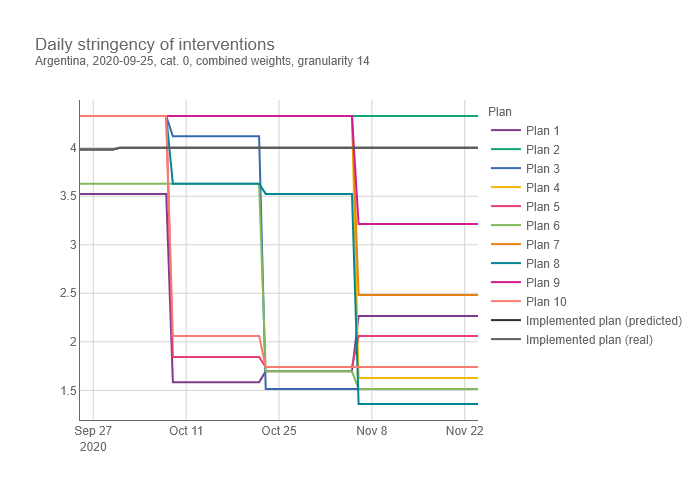 Daily stringency of interventions
Argentina, 2020-09-25, cat. 0, combined weights, granularity 14
Plan
Plan 1
Plan 2
Plan 3
Plan 4
Plan 5
Plan 6
Plan 7
Plan 8
Plan 9
Plan 10
Implemented plan (predicted)
Implemented plan (real)
4
3.5
3
2.5
2
1.5
Sep 27 Oct 11 Oct 25 Nov 8 Nov 22
2020